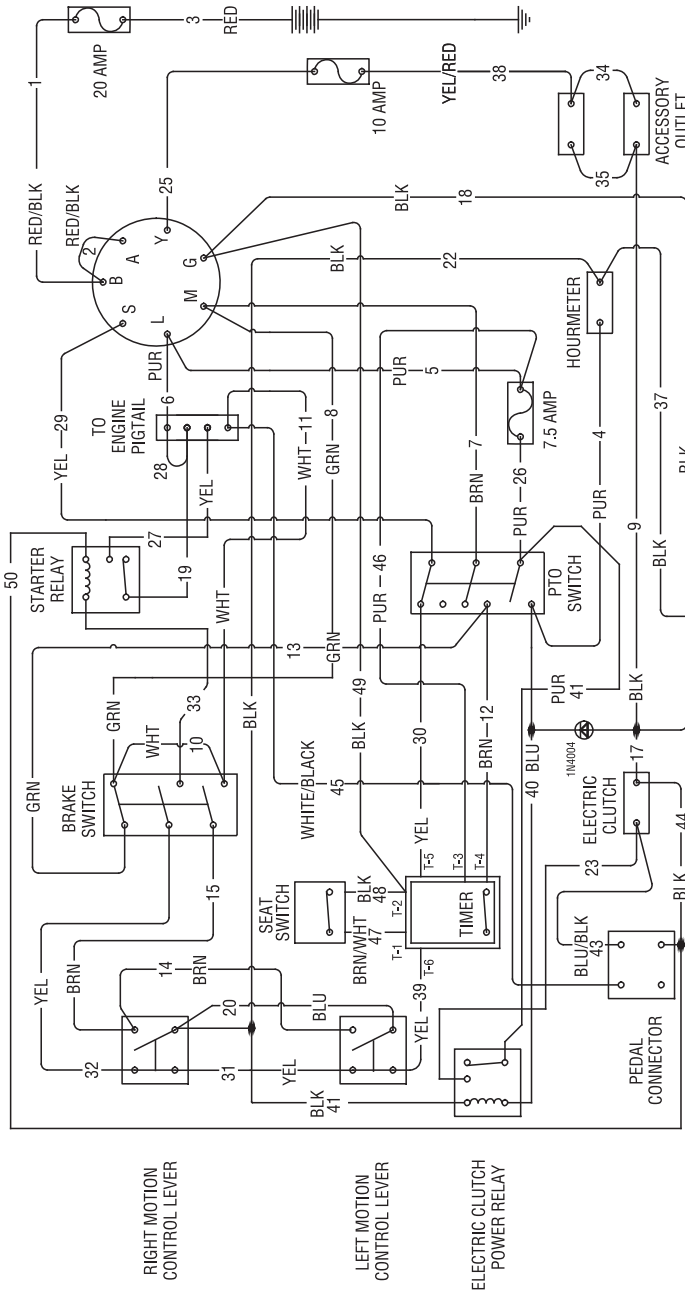 50
STARTER
RELAY
27
19
YEL
28
TO
ENGINE
PIGTAIL
YEL
29
6
PUR
S
B
A
L
Y
M
G
2
RED/BLK
RED/BLK
1
20 AMP
3
RED
25
10 AMP
YEL/RED
38
34
35
ACCESSORY
OUTLET
BLK
18
BLK
22
HOURMETER
37
BLK
BLK
PUR
5
7.5 AMP
BRN
7
PUR
26
PUR
4
9
BLK
WHT
11
GRN
8
WHT
GRN
13
PUR
46
PTO
SWITCH
PUR
41
BLK
49
BLK
30
YEL
BRN
12
BLU
40
1N4004
17
ELECTRIC
CLUTCH
23
44
BLK
GRN
GRN
WHT
10
33
BRAKE
SWITCH
WHITE/BLACK
45
15
YEL
BRN
14
BRN
20
BLU
32
31
YEL
SEAT
SWITCH
BLK
48
BRN/WHT
47
T-1
T-2
T-3
T-4
T-5
T-6
TIMER
YEL
39
BLK
41
BLU/BLK
43
PEDAL
CONNECTOR
RIGHT MOTION
CONTROL LEVER
LEFT MOTION
CONTROL LEVER
ELECTRIC CLUTCH
POWER RELAY